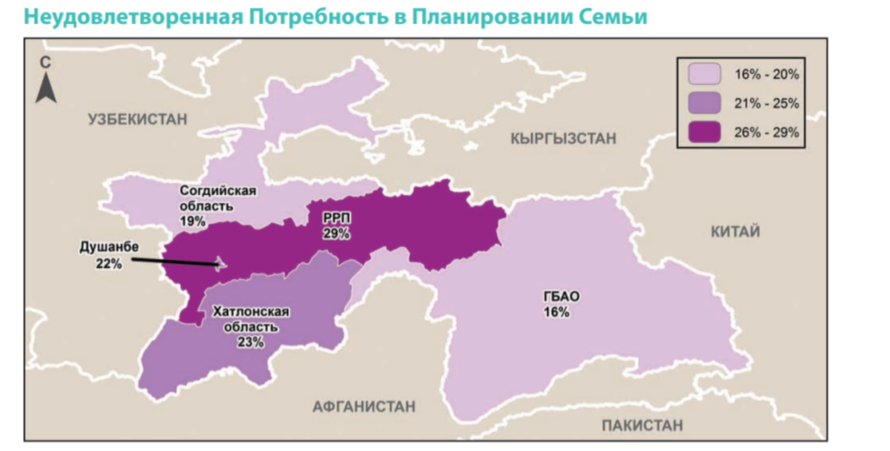 Неудовлетворенная Потребность в Планировании Семьи
С
16% - 20%
21% - 25%
26% - 29%
УЗБЕКИСТАН
КЫРГЫЗСТАН
Согдийская
область
19%
РРП
29%
КИТАЙ
Душанбе
22%
ГБАО
16%
Хатлонская
область
23%
АФГАНИСТАН
ПАКИСТАН